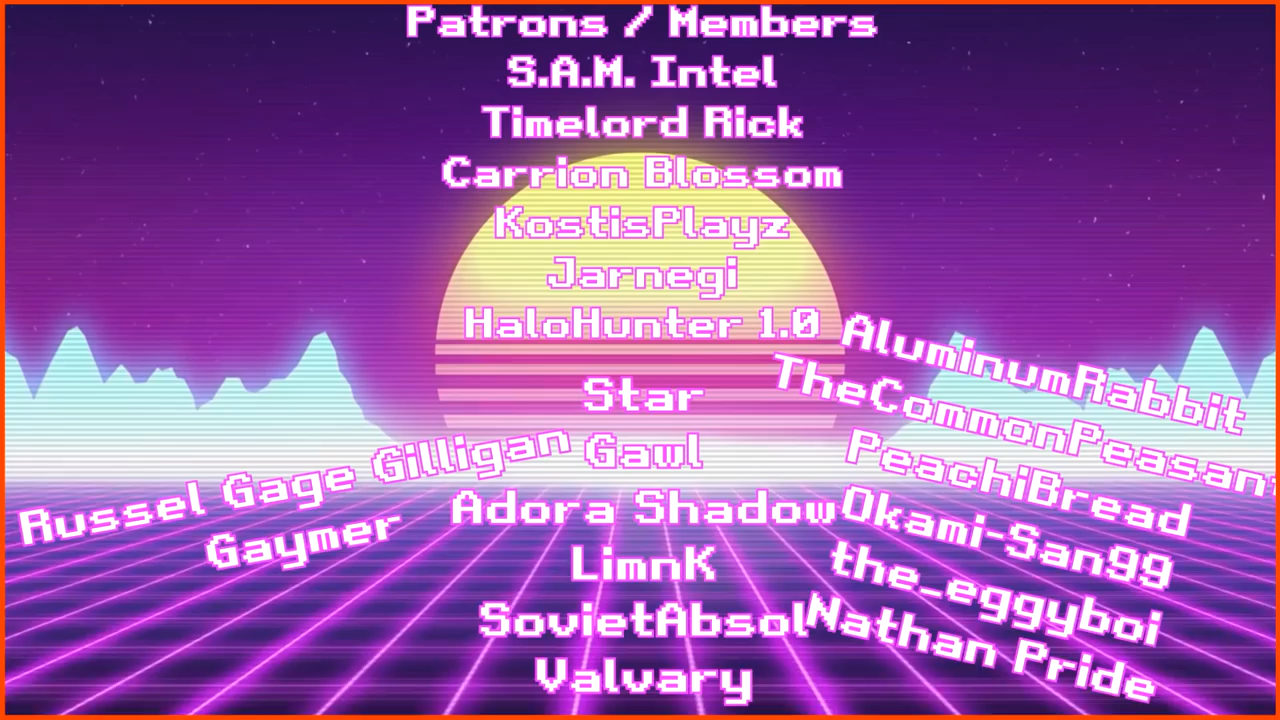 Patrons / Members
S.A.M. Intel
Timelord Rick
Carrion Blossom
KostisPlayz
Jarnegi
HaloHunter 1.0
Star
Gawl
Adora Shadow
LimnK
SovietAbsol
Valvary
Russel Gage Gilligan
Gaymer
AluminumRabbit
TheCommonPeasant
PeachiBread
Okami-San99
the_eggyboi
Nathan Pride